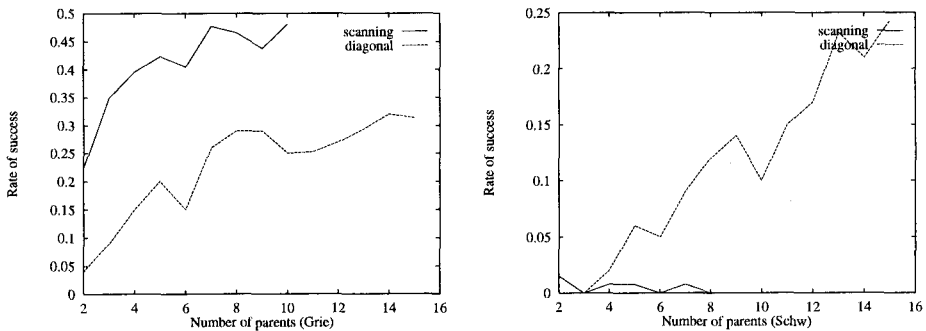 0.5
0.45
0.4
0.35
0.3
0.25
0.2
0.15
0.1
0.05
0
Rate of success
scanning
diagonal
2 4 6 8 10 12 14 16
Number of parents (Grie)
0.25
0.2
0.15
0.1
0.05
0
Rate of success
scanning
diagonal
2 4 6 8 10 12 14 16
Number of parents (Schw)